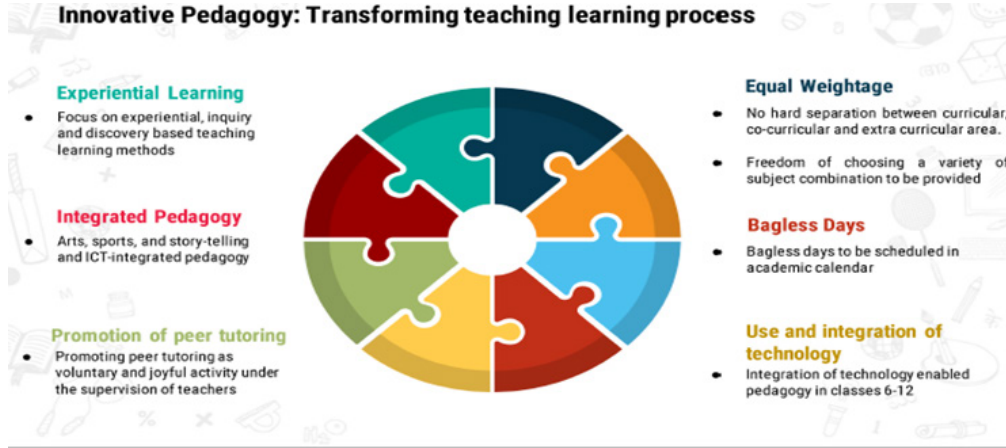 Innovative Pedagogy: Transforming teaching learning process
Experiential Learning
• Focus on experiential, inquiry
and discovery based teaching
learning methods
Integrated Pedagogy
• Arts, sports, and story-telling
and ICT-integrated pedagogy
Promotion of peer tutoring
• Promoting peer tutoring as
voluntary and joyful activity under
the supervision of teachers
Equal Weightage
• No hard separation between curricular,
co-curricular and extra curricular area.
• Freedom of choosing a variety of
subject combination to be provided
Bagless Days
• Bagless days to be scheduled in
academic calendar
Use and integration of
technology
• Integration of technology enabled
pedagogy in classes 6-12